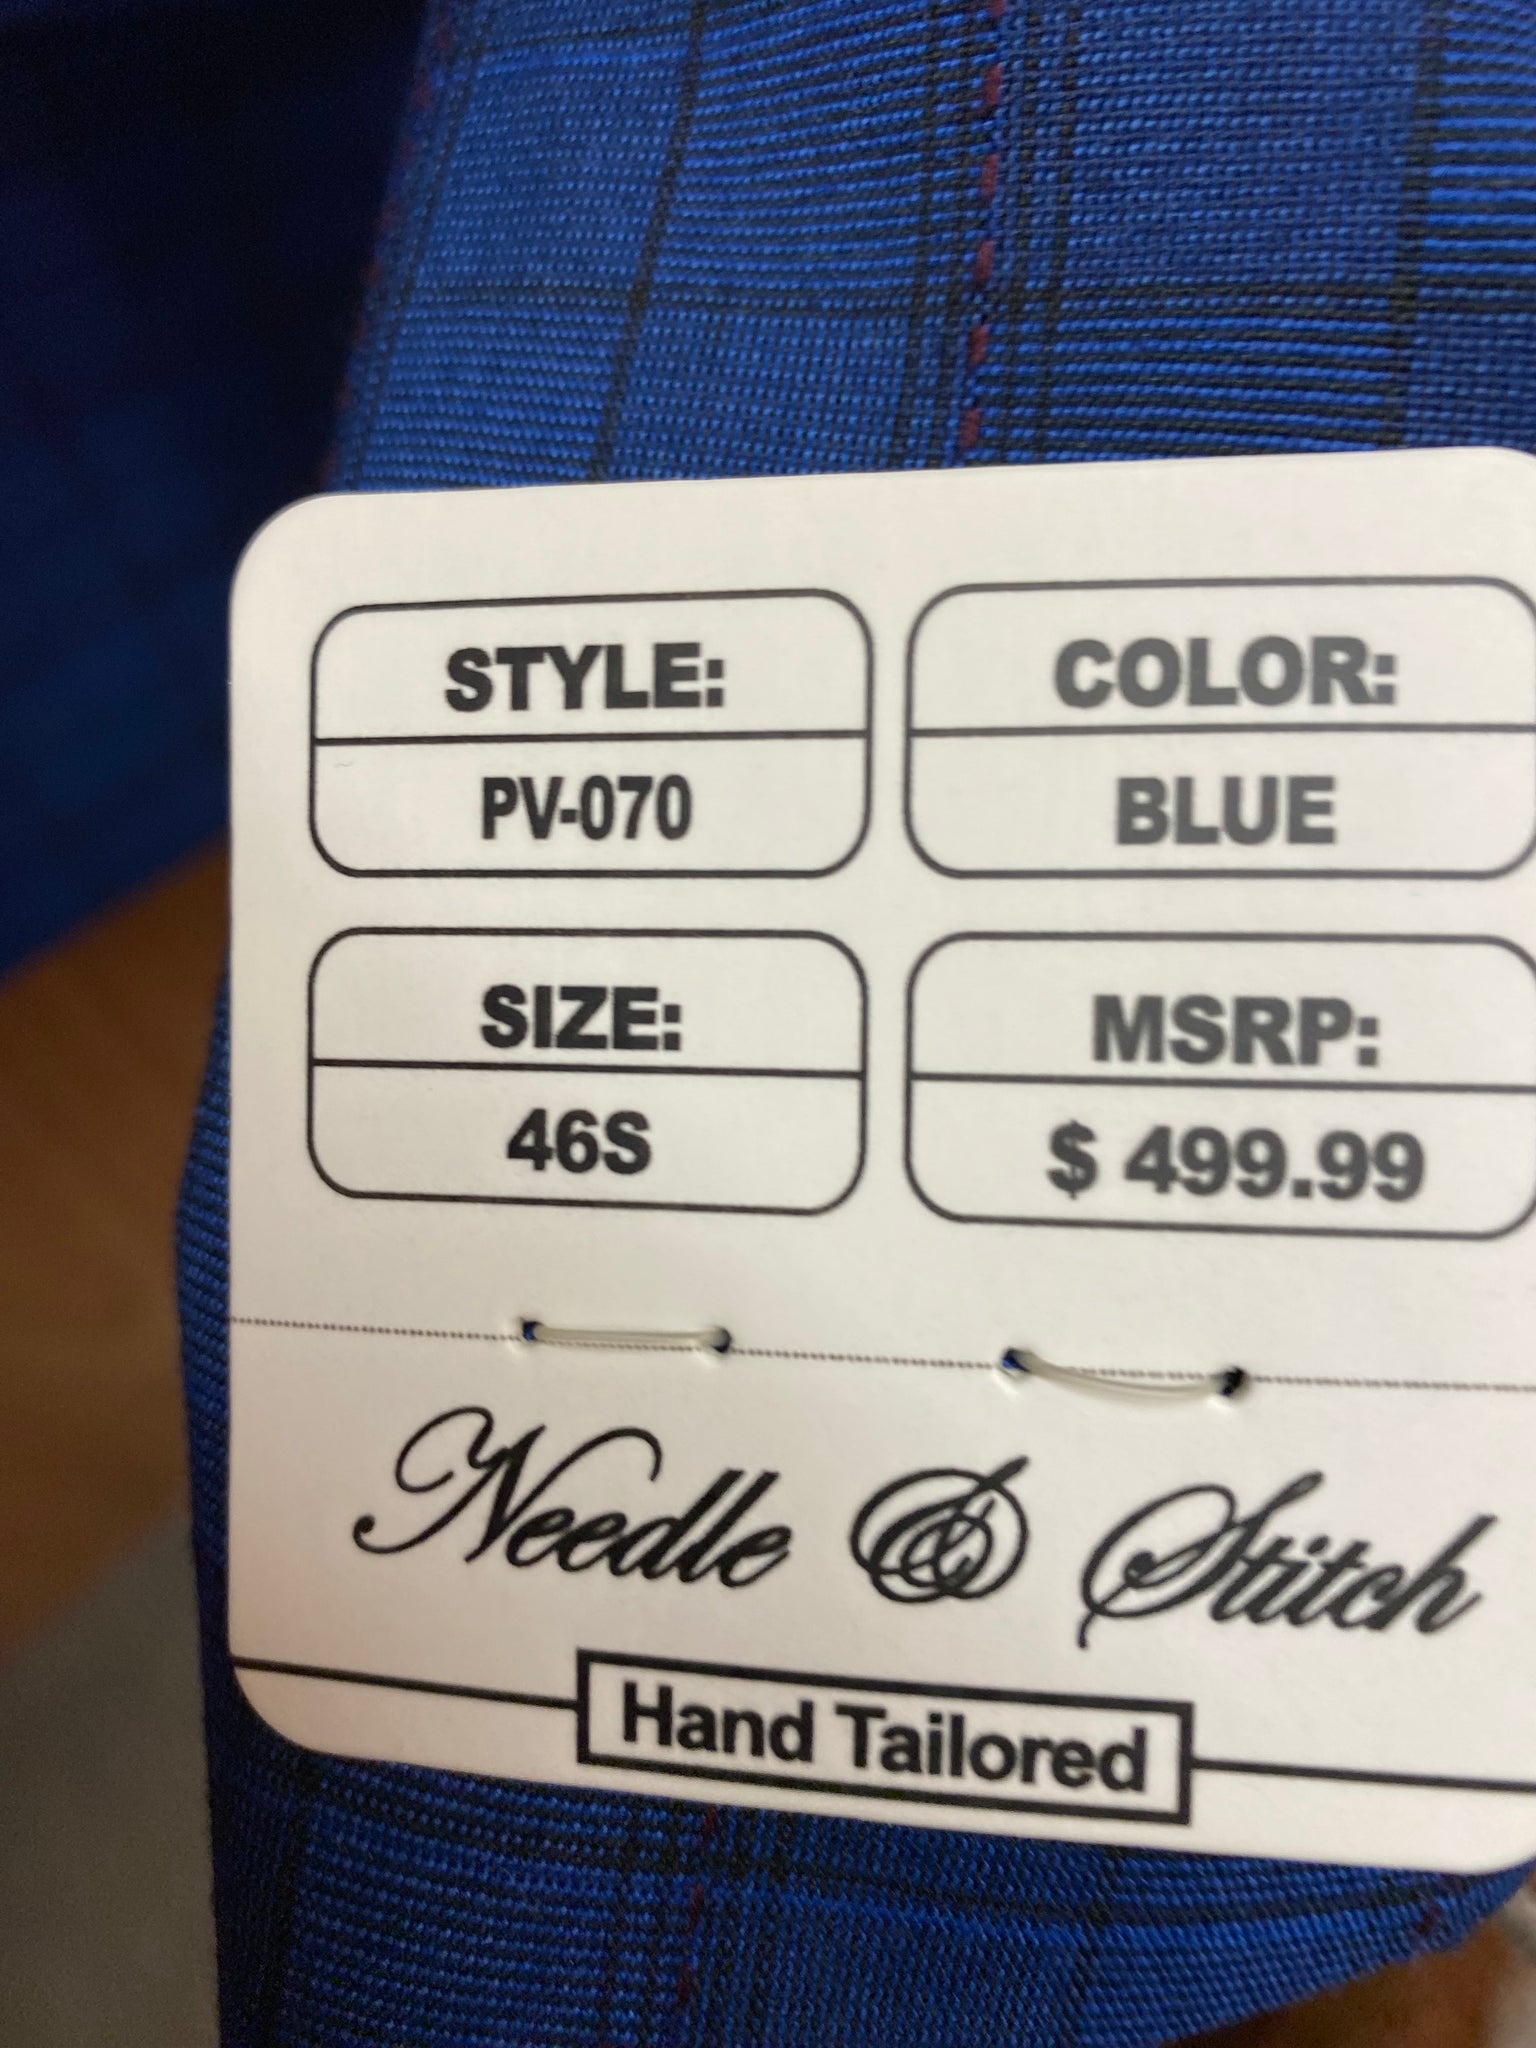 STYLE:
PV-070
COLOR:
BLUE
SIZE:
46S
MSRP:
$ 499.99
Needle & Stitch
Hand Tailored